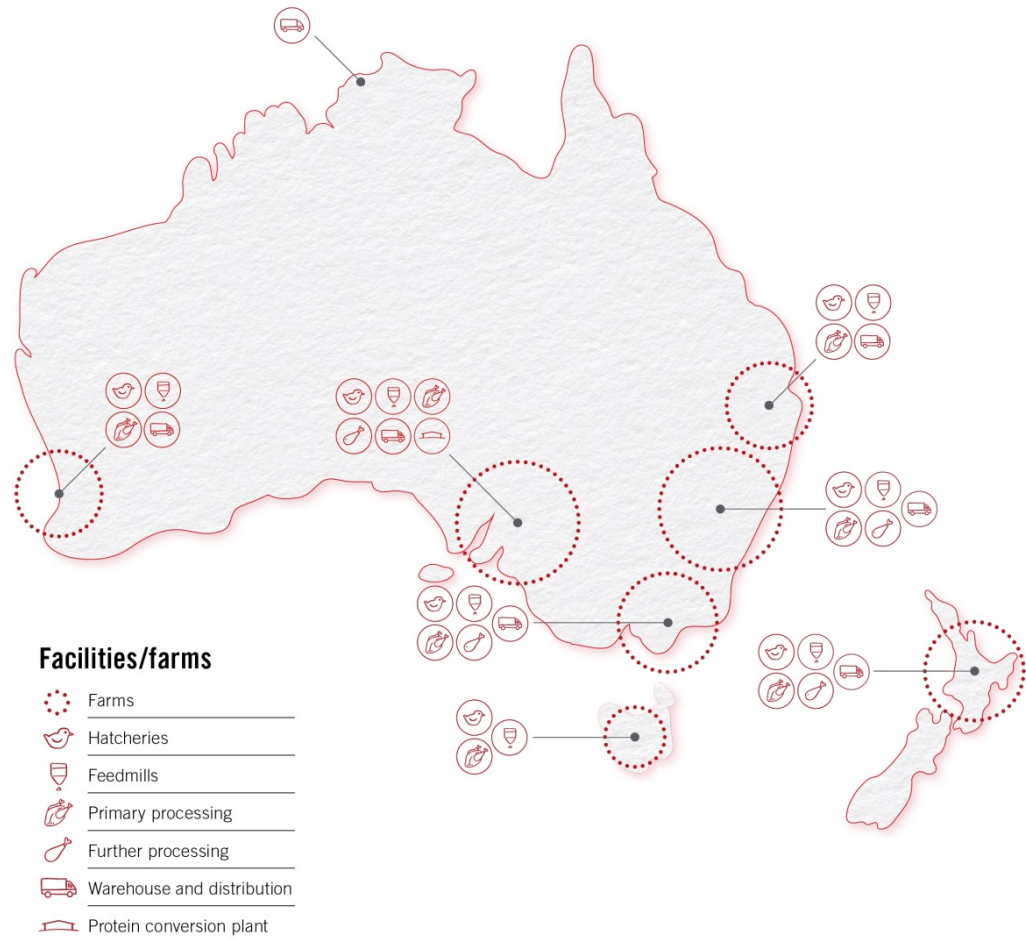 Facilities/farms
Farms
Hatcheries
Feedmills
Primary processing
Further processing
Warehouse and distribution
Protein conversion plant